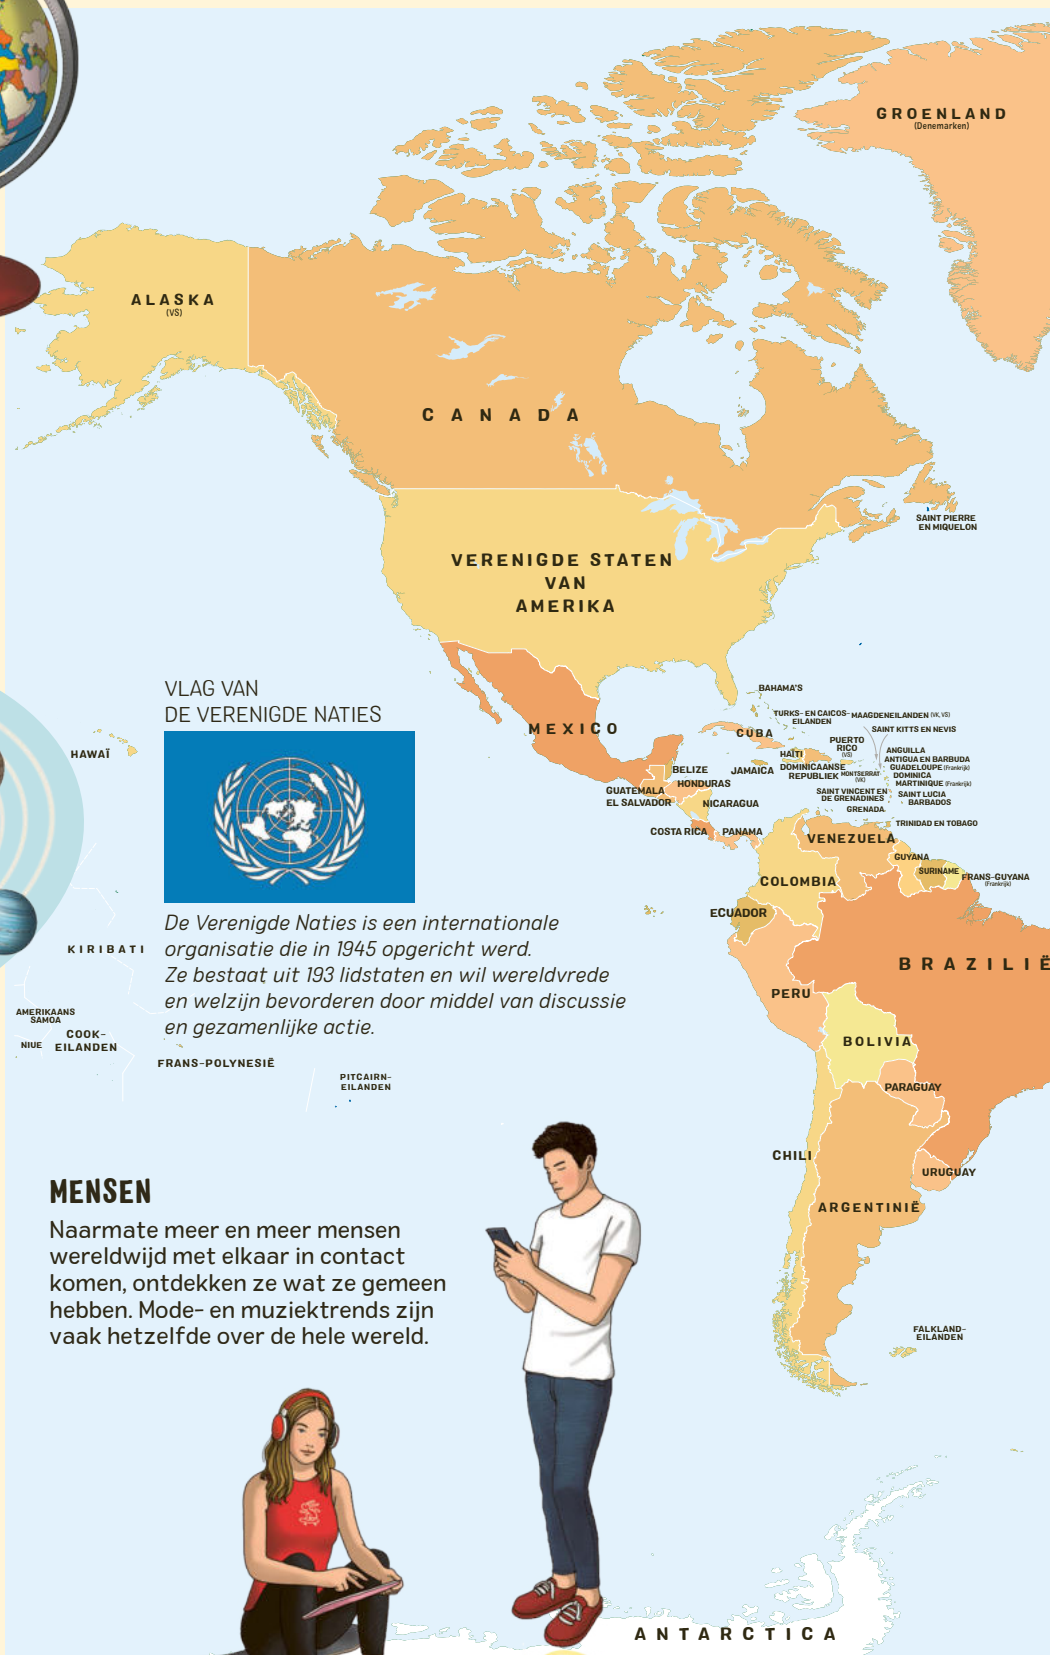 GROENLAND
(Denemarken)
ALASKA
(VS)
CANADA
SAINT PIERRE
EN MIQUELON
VERENIGDE STATEN
VAN
AMERIKA
VLAG VAN
DE VERENIGDE NATIES
BAHAMA'S
TURKS- EN CAICOS-
EILANDEN
MAAGDENEILANDEN (VK, VS)
SAINT KITTS EN NEVIS
MEXICO
CUBA
PUERTO
RICO
(VS)
HAWAÏ
HAÏTI
ANGUILLA
ANTIGUA EN BARBUDA
GUADELOUPE (Frankrijk)
DOMINICA
MARTINIQUE (Frankrijk)
BELIZE
JAMAICA
DOMINICAANSE
REPUBLIEK
MONTSERRAT
(VK)
HONDURAS
GUATEMALA
EL SALVADOR
NICARAGUA
SAINT VINCENT EN
DE GRENADINES
SAINT LUCIA
BARBADOS
GRENADA
TRINIDAD EN TOBAGO
COSTA RICA
PANAMA
VENEZUELA
GUYANA
SURINAME
FRANS-GUYANA
(Frankrijk)
COLOMBIA
ECUADOR
De Verenigde Naties is een internationale
organisatie die in 1945 opgericht werd.
Ze bestaat uit 193 lidstaten en wil wereldvrede
en welzijn bevorderen door middel van discussie
en gezamenlijke actie.
KIRIBATI
BRAZILIË
PERU
AMERIKAANS
SAMOA
COOK-
EILANDEN
NIUE
BOLIVIA
FRANS-POLYNESIË
PITCAIRN-
EILANDEN
PARAGUAY
CHILI
URUGUAY
ARGENTINIË
MENSEN
Naarmate meer en meer mensen
wereldwijd met elkaar in contact
komen, ontdekken ze wat ze gemeen
hebben. Mode- en muziektrends zijn
vaak hetzelfde over de hele wereld.
FALKLAND-
EILANDEN
ANTARCTICA